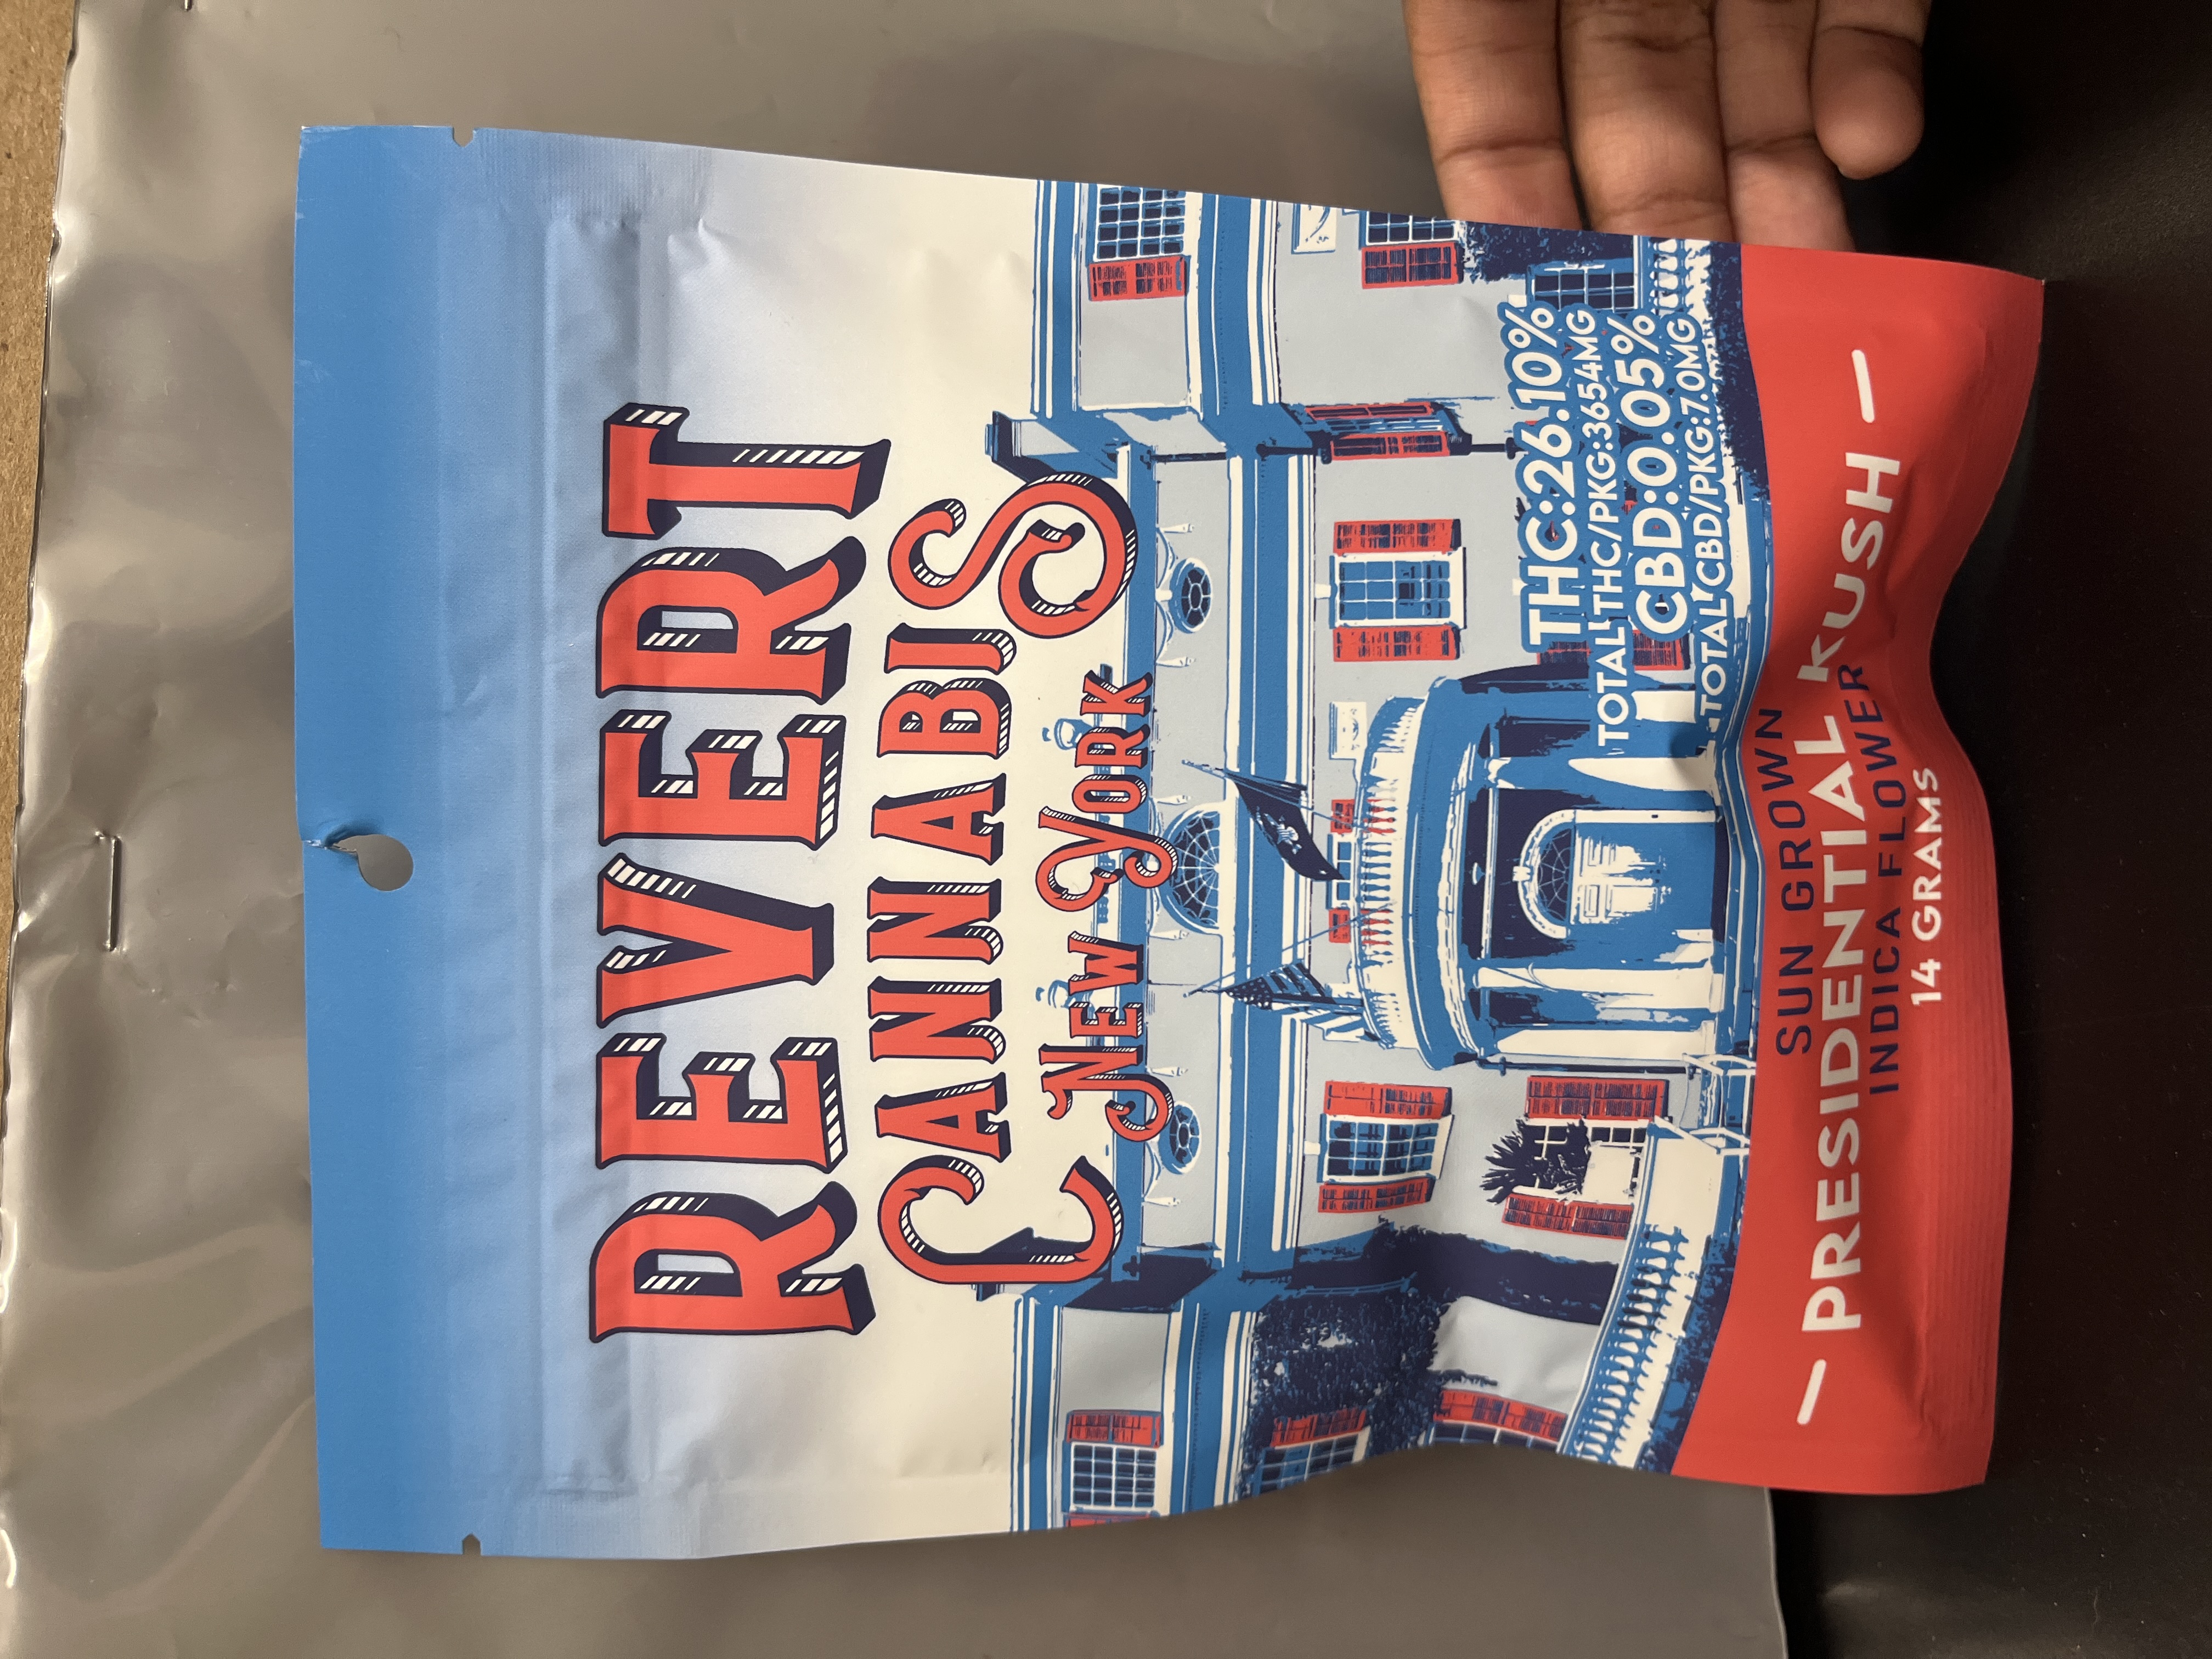 REVERT
CANNABIS
NEW YORK
THC:26.10%
TOTAL THC/PKG:3654MG
CBD:0.05%
TOTAL CBD/PKG:7.0MG
SUN GROWN
— PRESIDENTIAL KUSH —
INDICA FLOWER
14 GRAMS